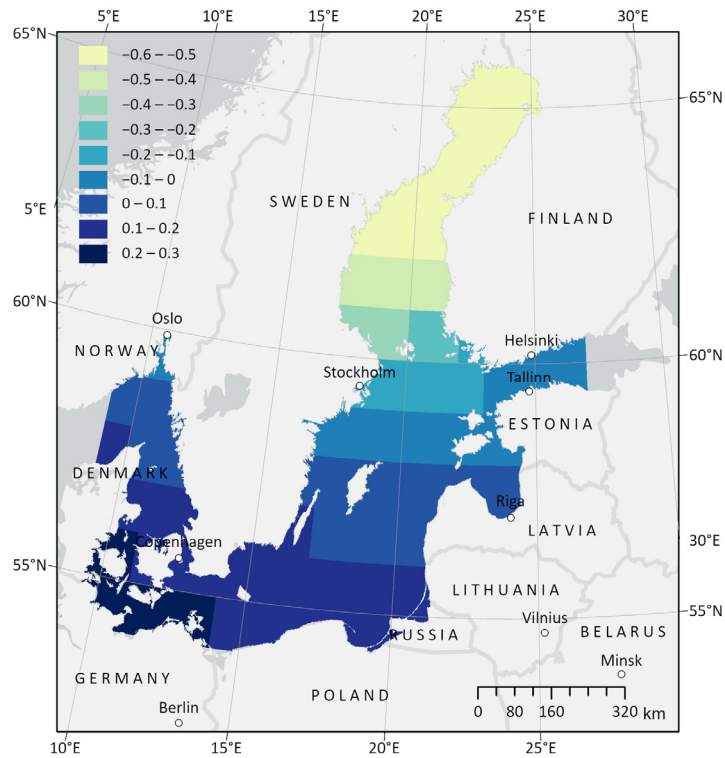 5°E 10°E 15°E 20°E 25°E 30°E
65°N
−0.6 – −0.5
−0.5 – −0.4
−0.4 – −0.3
−0.3 – −0.2
−0.2 – −0.1
−0.1 – 0
0 – 0.1
0.1 – 0.2
0.2 – 0.3
65°N
5°E
SWEDEN
FINLAND
60°N
Oslo
NORWAY
Helsinki
60°N
Stockholm
Tallinn
ESTONIA
DENMARK
Riga
LATVIA
Copenhagen
30°E
55°N
LITHUANIA
55°N
Vilnius
RUSSIA
BELARUS
Minsk
GERMANY
POLAND
Berlin
0 80 160 320 km
10°E 15°E 20°E 25°E